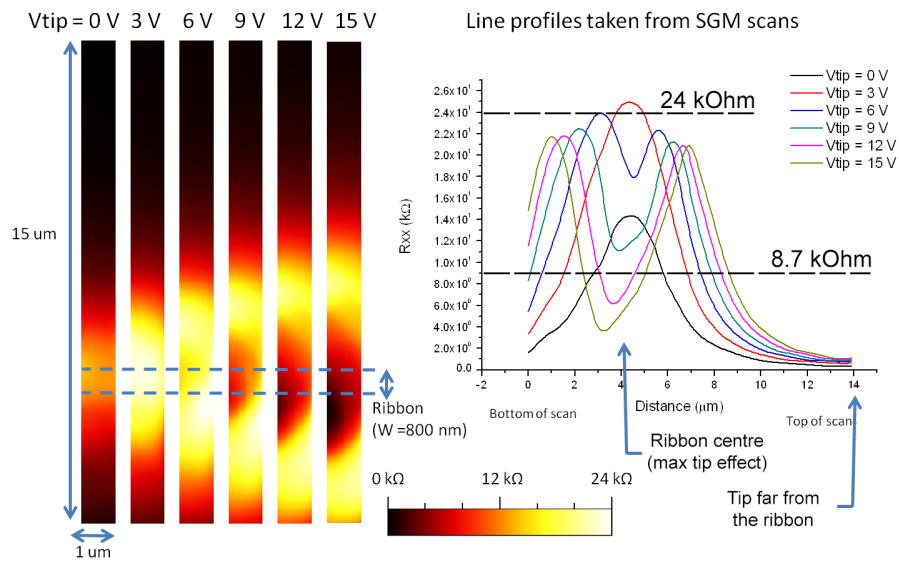 Vtip = 0 V 3 V 6 V 9 V 12 V 15 V
15 um
1 um
Ribbon
(W =800 nm)
0 kΩ 12 kΩ 24 kΩ
Line profiles taken from SGM scans
Vtip = 0 V
Vtip = 3 V
Vtip = 6 V
Vtip = 9 V
Vtip = 12 V
Vtip = 15 V
24 kOhm
8.7 kOhm
Rxx (kΩ)
2.6x10¹
2.4x10¹
2.2x10¹
2.0x10¹
1.8x10¹
1.6x10¹
1.4x10¹
1.2x10¹
1.0x10¹
8.0x10⁰
6.0x10⁰
4.0x10⁰
2.0x10⁰
0.0
-2 0 2 4 6 8 10 12 14
Distance (μm)
Bottom of scan
Top of scan
Ribbon centre
(max tip effect)
Tip far from
the ribbon